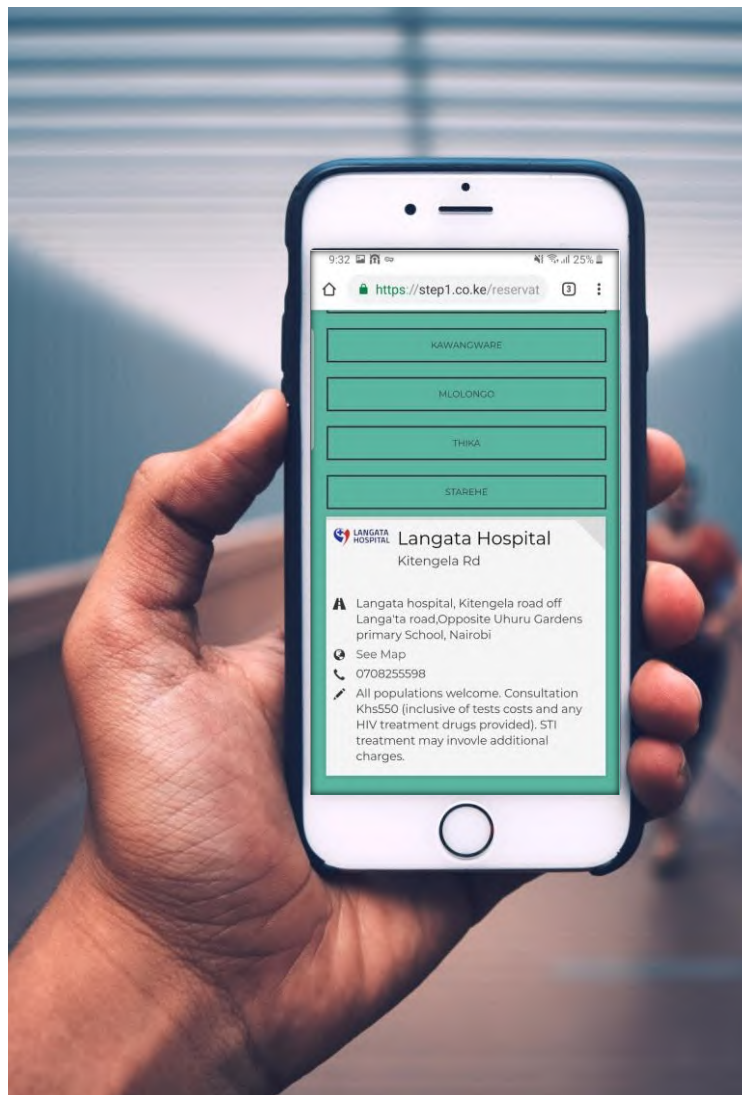 9:32
25%
https://step1.co.ke/reservat
3
KAWANGWARE
MLOLONGO
THIKA
STAREHE
LANGATA
HOSPITAL
Langata Hospital
Kitengela Rd
Langata hospital, Kitengela road off
Langa'ta road,Opposite Uhuru Gardens
primary School, Nairobi
See Map
0708255598
All populations welcome. Consultation
Khs550 (inclusive of tests costs and any
HIV treatment drugs provided). STI
treatment may invovle additional
charges.